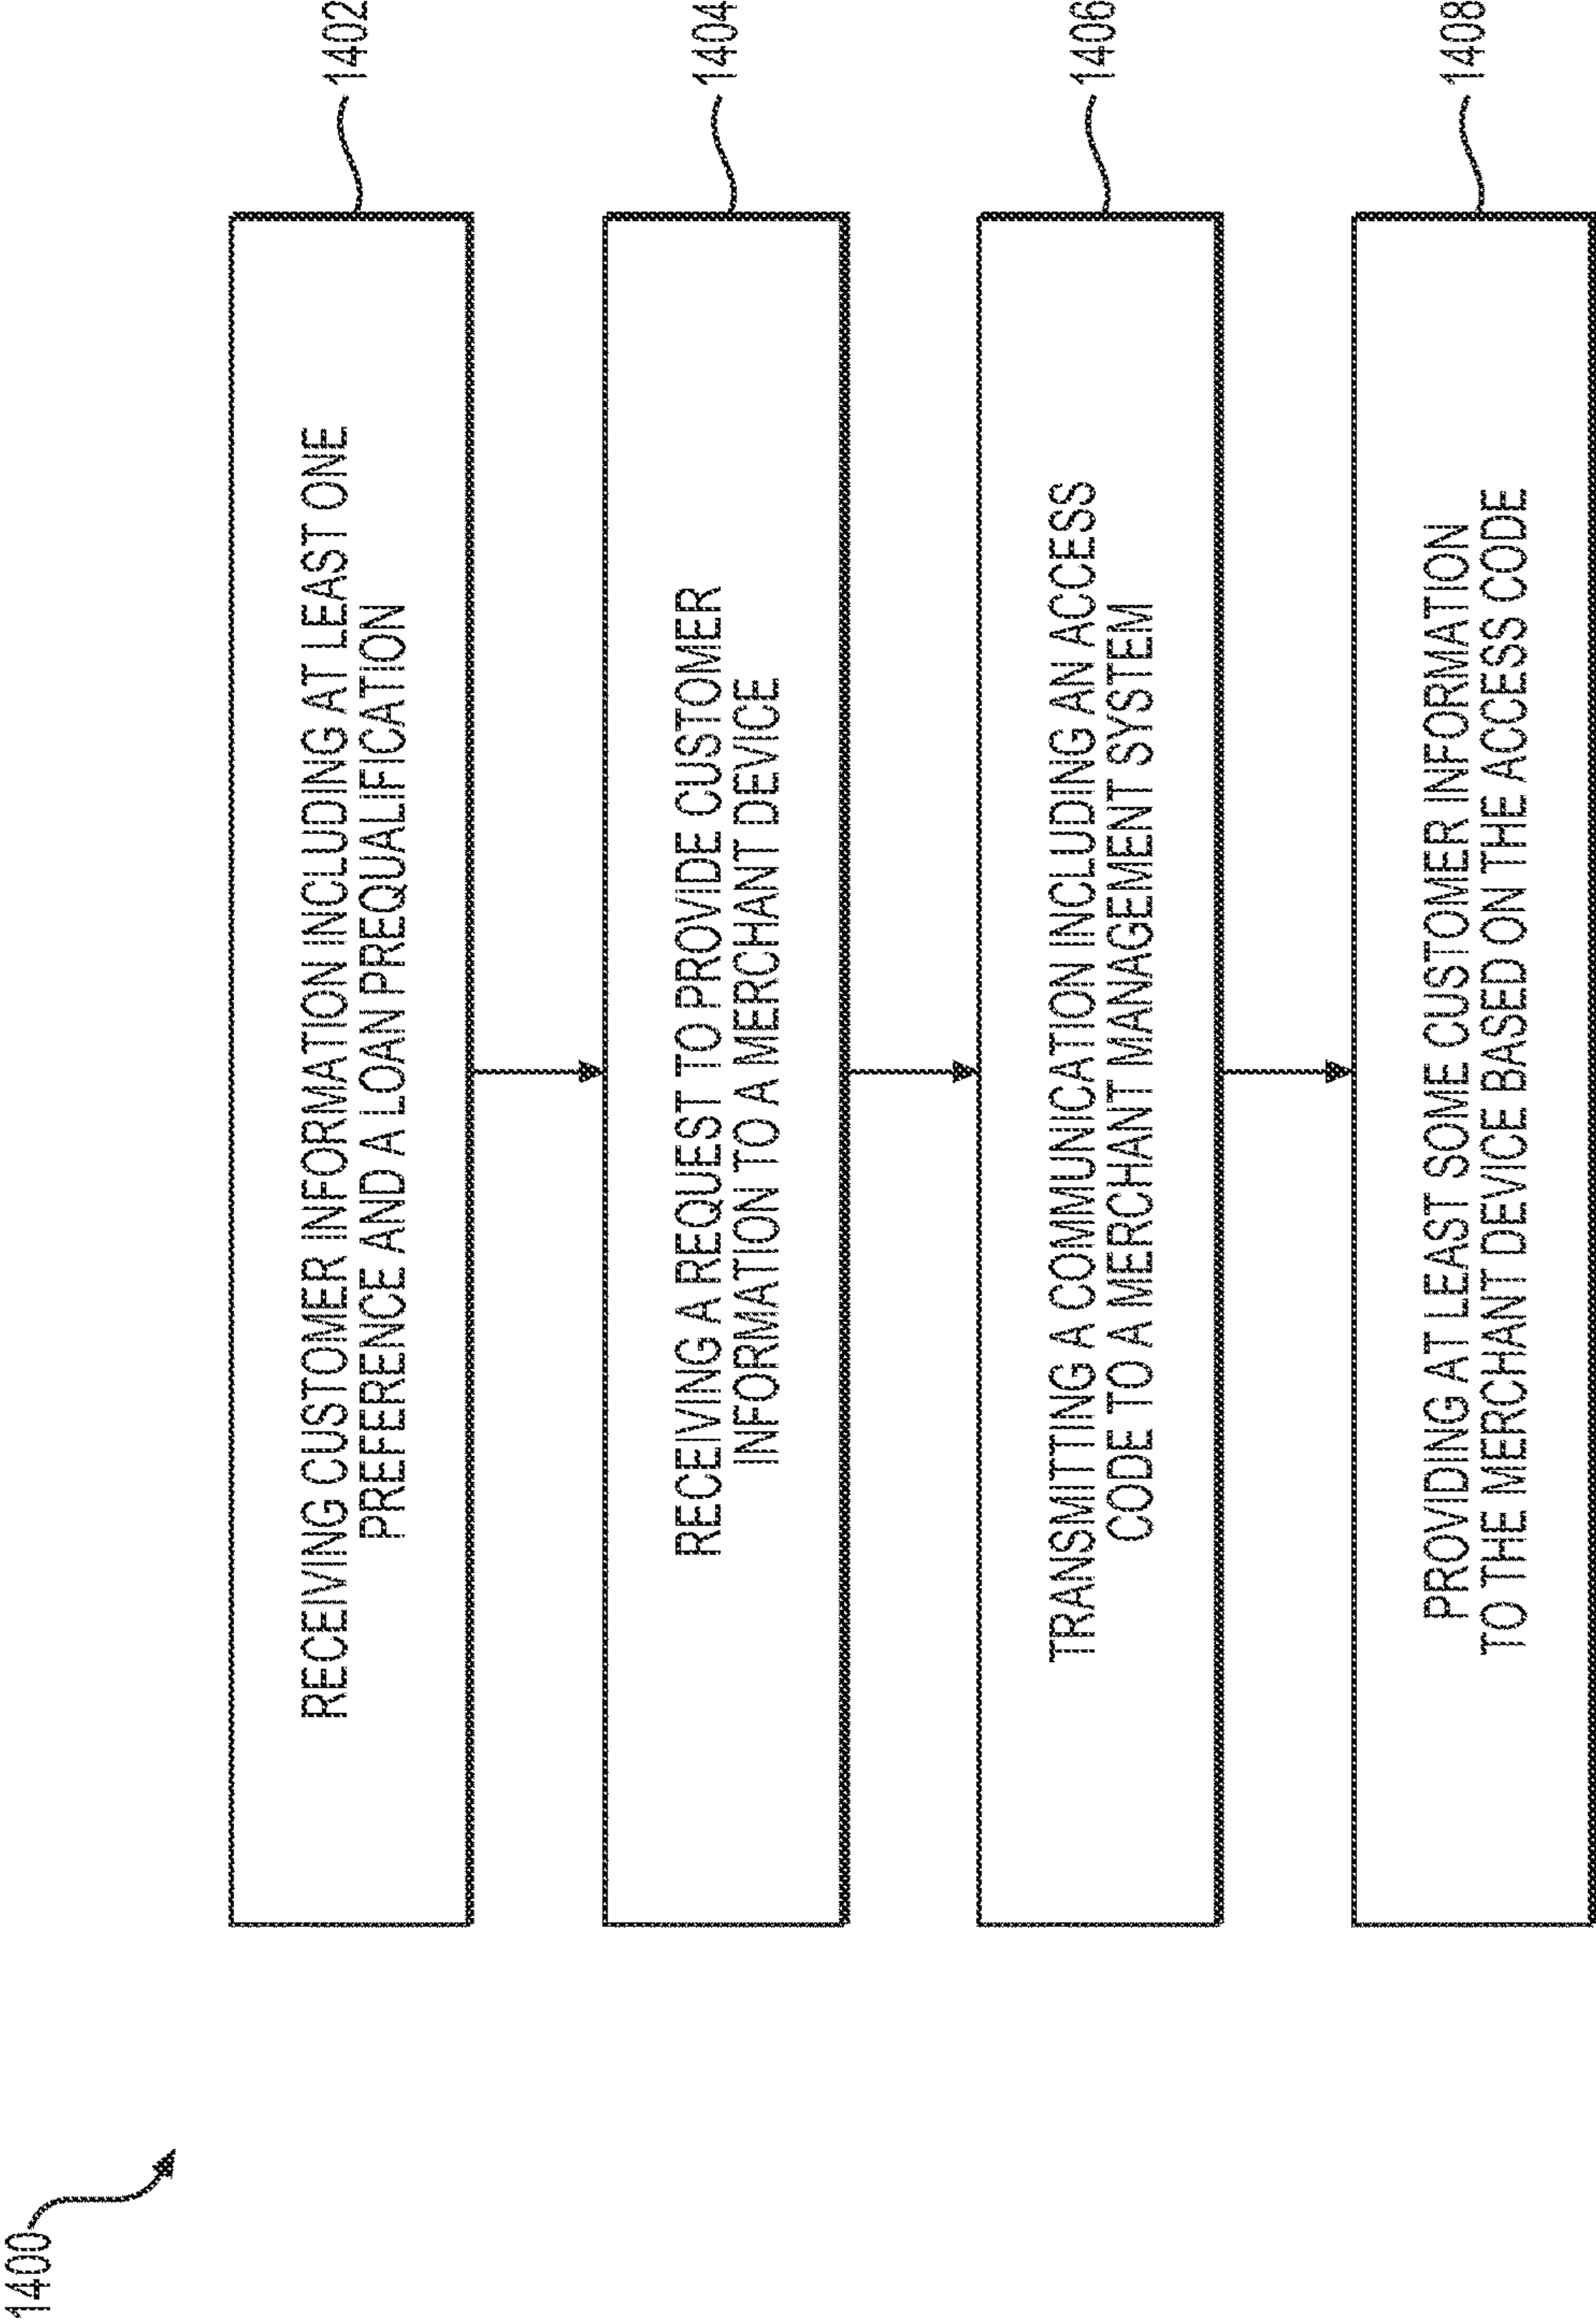 1400
RECEIVING CUSTOMER INFORMATION INCLUDING AT LEAST ONE
PREFERENCE AND A LOAN PREQUALIFICATION
1402
RECEIVING A REQUEST TO PROVIDE CUSTOMER
INFORMATION TO A MERCHANT DEVICE
1404
TRANSMITTING A COMMUNICATION INCLUDING AN ACCESS
CODE TO A MERCHANT MANAGEMENT SYSTEM
1406
PROVIDING AT LEAST SOME CUSTOMER INFORMATION
TO THE MERCHANT DEVICE BASED ON THE ACCESS CODE
1408